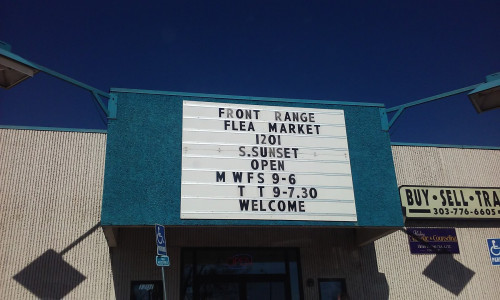 FRONT RANGE
FLEA MARKET
1201
S.SUNSET
OPEN
MWFS 9-6
T T 9-7.30
WELCOME
BUY·SELL·TRA
303-776-6605